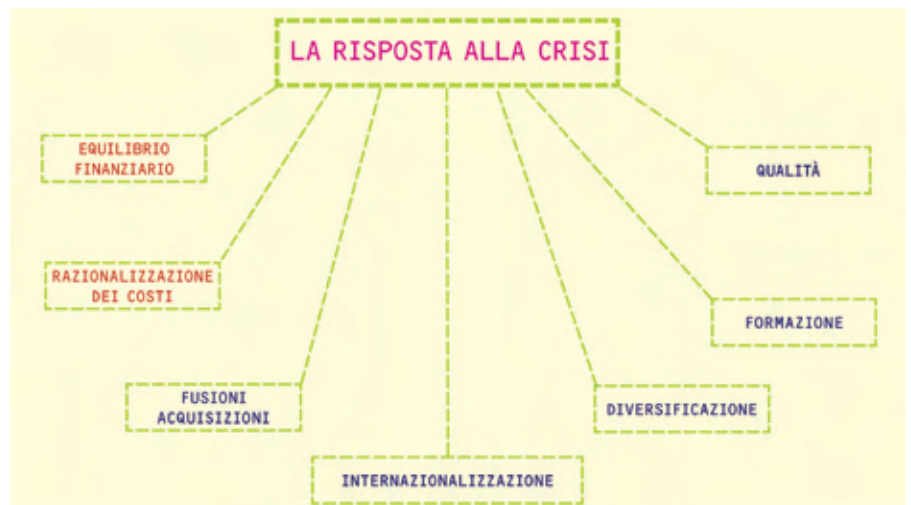 LA RISPOSTA ALLA CRISI
EQUILIBRIO
FINANZIARIO
QUALITÀ
RAZIONALIZZAZIONE
DEI COSTI
FORMAZIONE
FUSIONI
ACQUISIZIONI
DIVERSIFICAZIONE
INTERNAZIONALIZZAZIONE